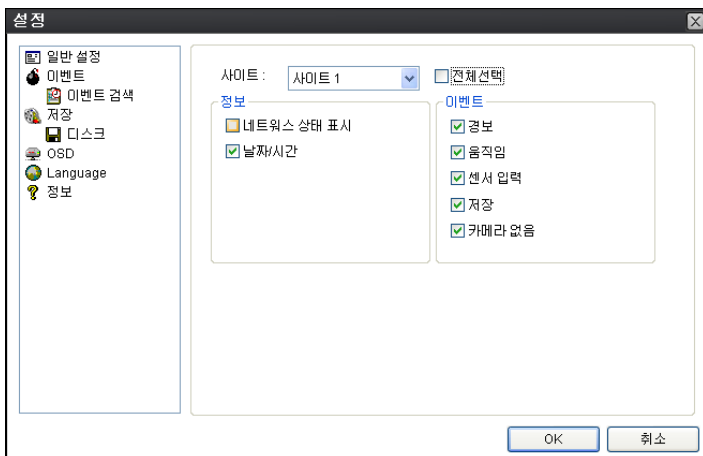 설정
일반 설정
이벤트
이벤트 검색
저장
디스크
OSD
Language
정보
사이트 :
사이트 1
전체선택
정보
네트워스 상태 표시
날짜/시간
이벤트
경보
움직임
센서 입력
저장
카메라 없음
OK
취소